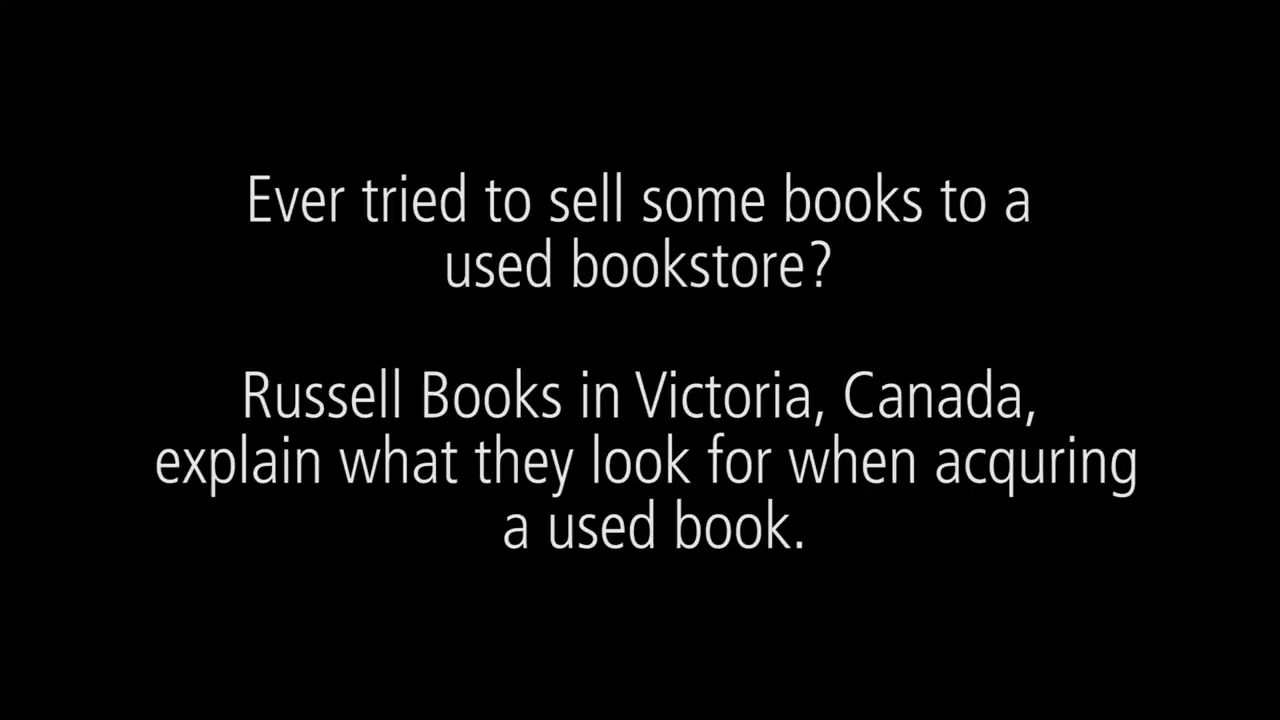 Ever tried to sell some books to a
used bookstore?
Russell Books in Victoria, Canada,
explain what they look for when acquring
a used book.